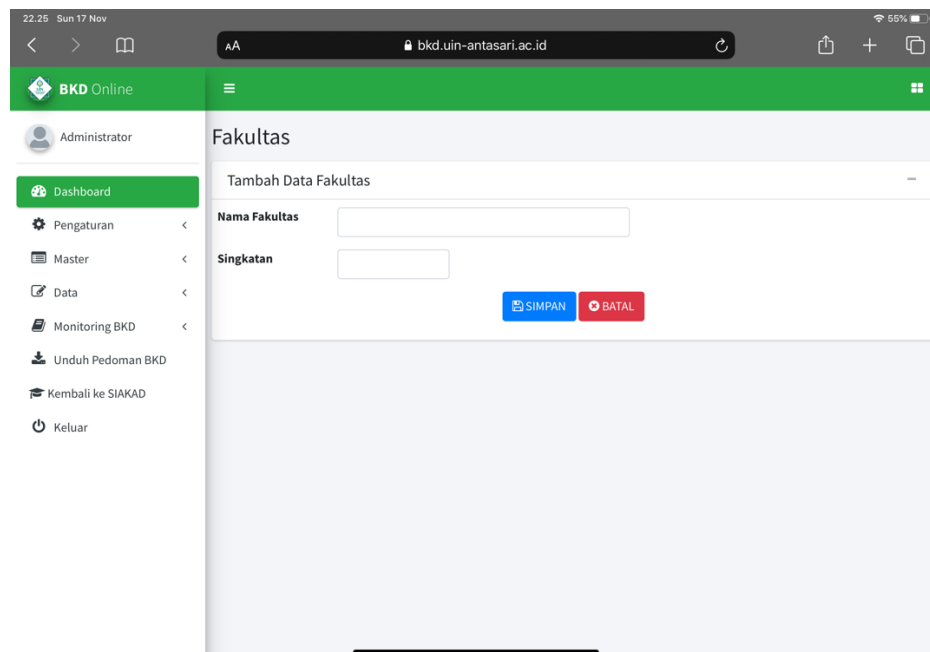 22.25 Sun 17 Nov
55%
AA
bkd.uin-antasari.ac.id
BKD Online
Administrator
Dashboard
Pengaturan
Master
Data
Monitoring BKD
Unduh Pedoman BKD
Kembali ke SIAKAD
Keluar
Fakultas
Tambah Data Fakultas
Nama Fakultas
Singkatan
SIMPAN BATAL